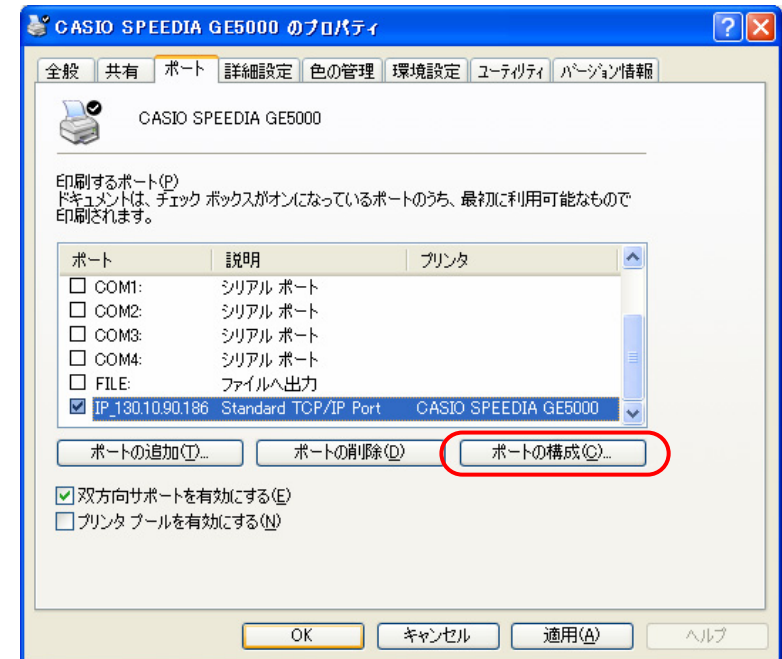 CASIO SPEEDIA GE5000 のプロパティ
全般 共有 ポート 詳細設定 色の管理 環境設定 ユーティリティ バージョン情報
CASIO SPEEDIA GE5000
印刷するポート(P)
ドキュメントは、チェック ボックスがオンになっているポートのうち、最初に利用可能なもので
印刷されます。
ポート 説明 プリンタ
COM1: シリアル ポート
COM2: シリアル ポート
COM3: シリアル ポート
COM4: シリアル ポート
FILE: ファイルへ出力
IP_130.10.90.186 Standard TCP/IP Port CASIO SPEEDIA GE5000
ポートの追加(T)... ポートの削除(D) ポートの構成(C)...
双方向サポートを有効にする(E)
プリンタ プールを有効にする(N)
OK キャンセル 適用(A) ヘルプ